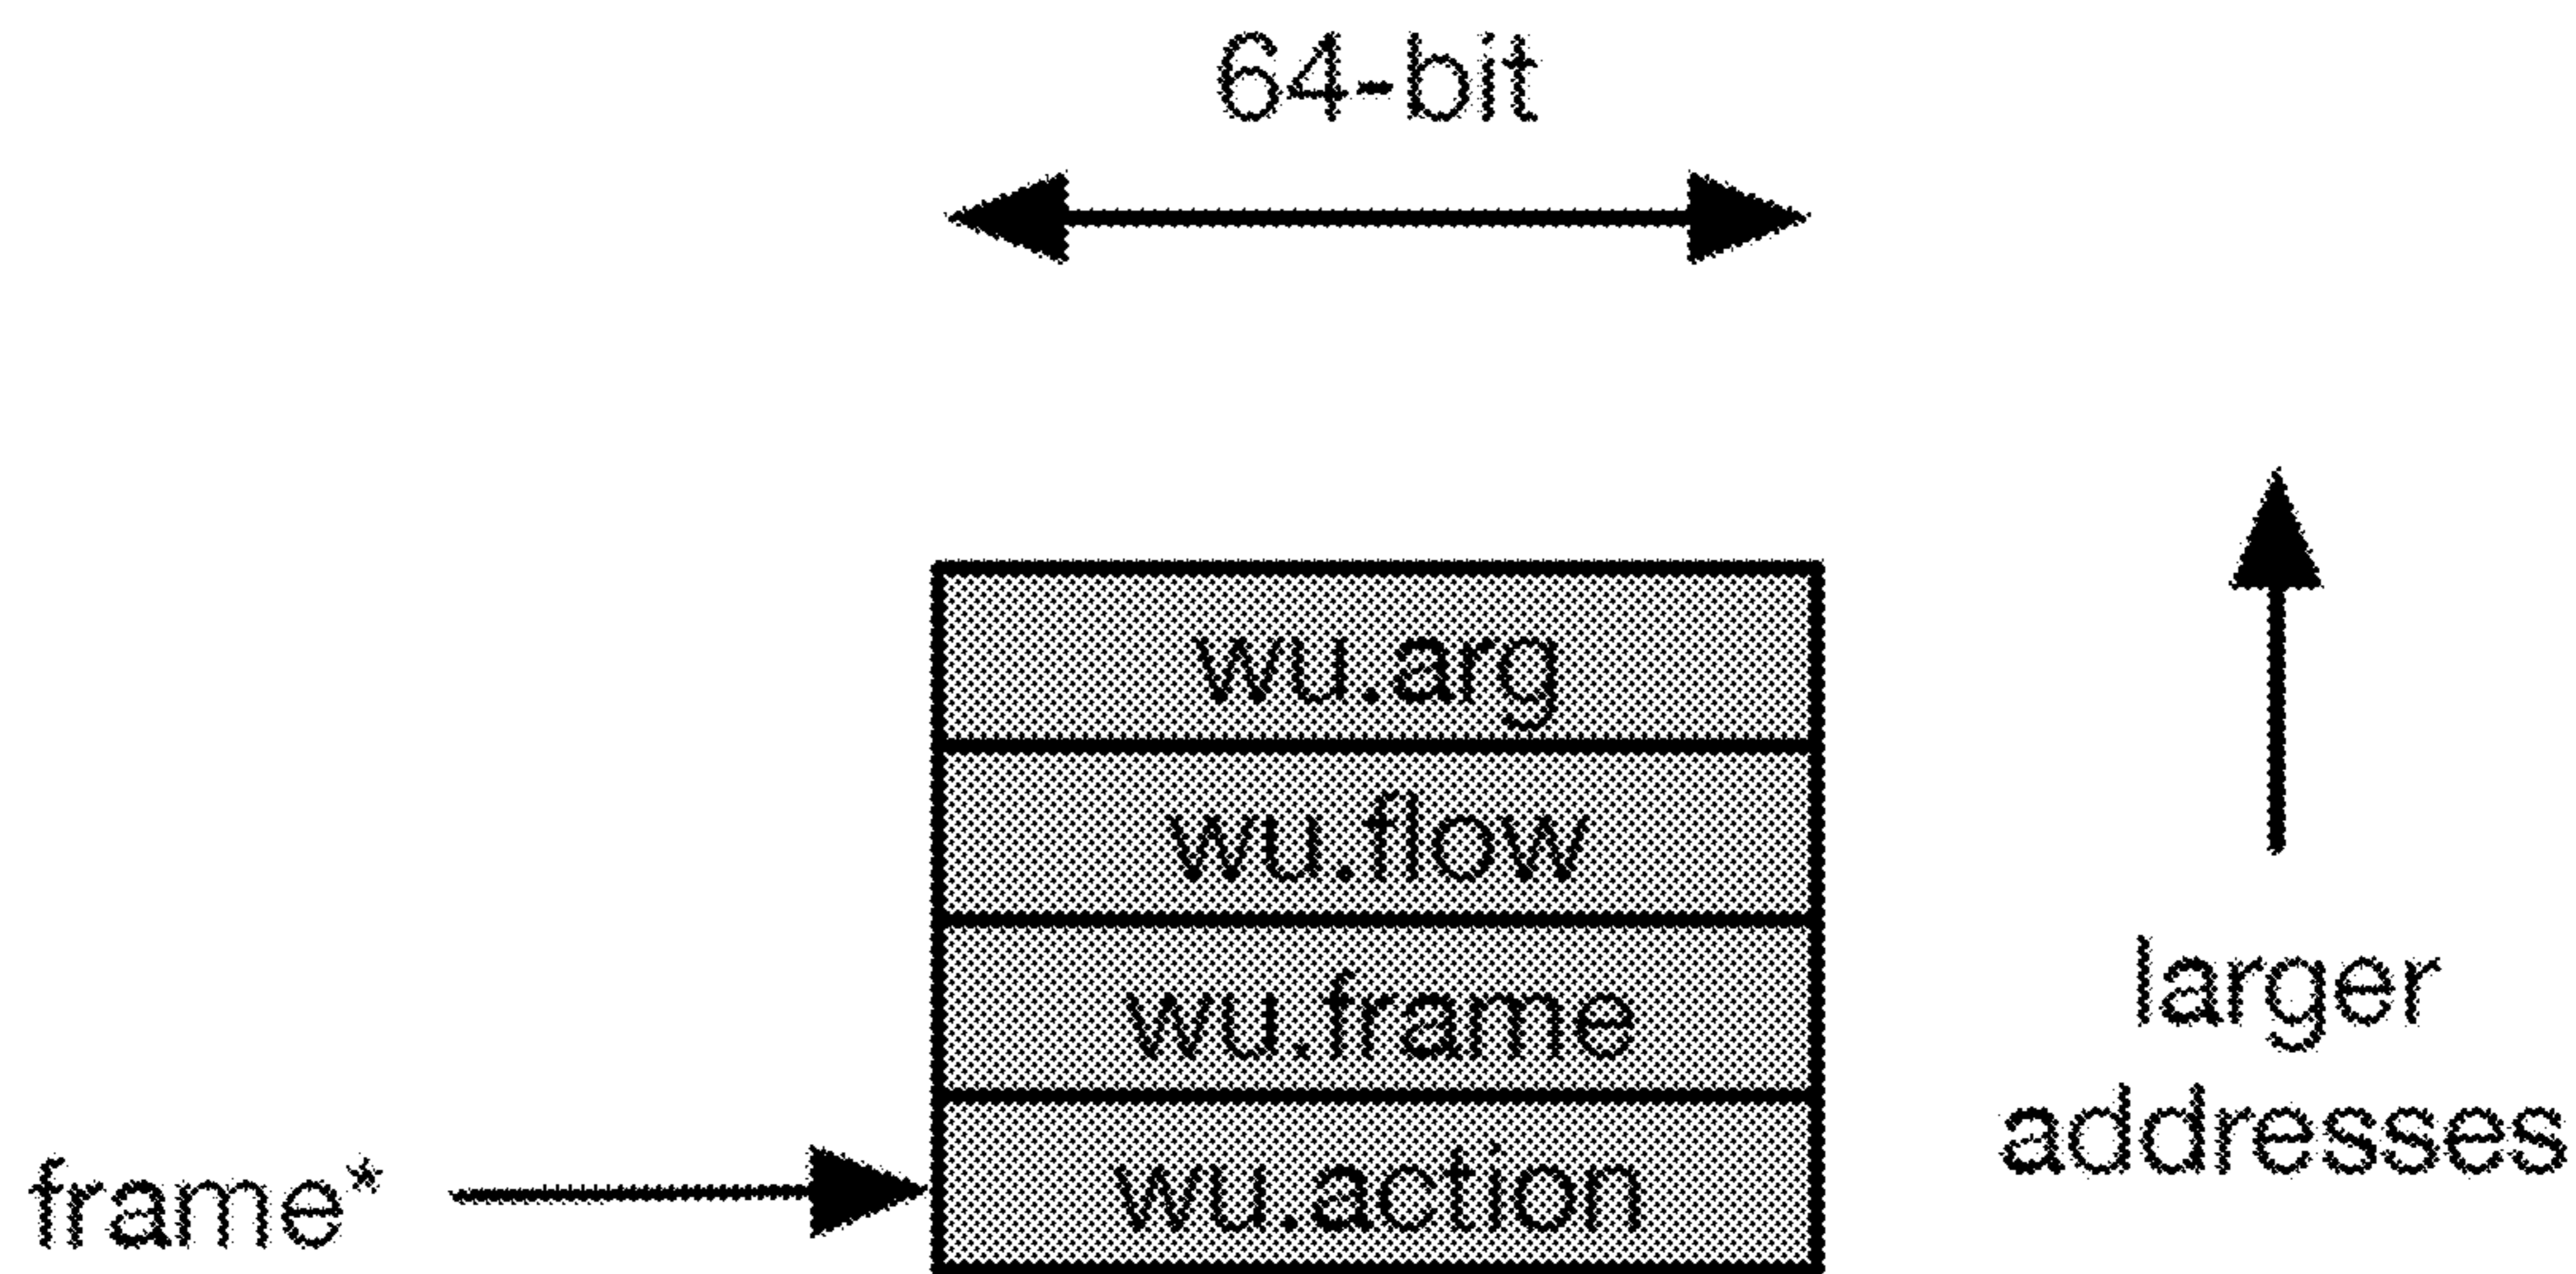 64-bit
wu.arg
wu.flow
wu.frame
wu.action
frame*
larger
addresses